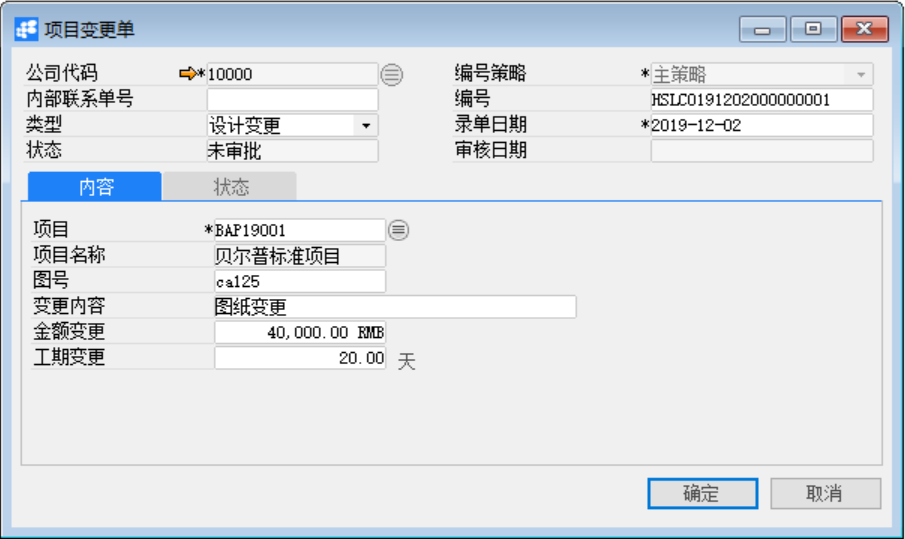 项目变更单
公司代码 *10000 编号策略 *主策略
内部联系单号 编号 HSLC0191202000000001
类型 设计变更 录单日期 *2019-12-02
状态 未审批 审核日期
内容 状态
项目 *BAP19001
项目名称 贝尔普标准项目
图号 ca125
变更内容 图纸变更
金额变更 40,000.00 RMB
工期变更 20.00 天
确定 取消